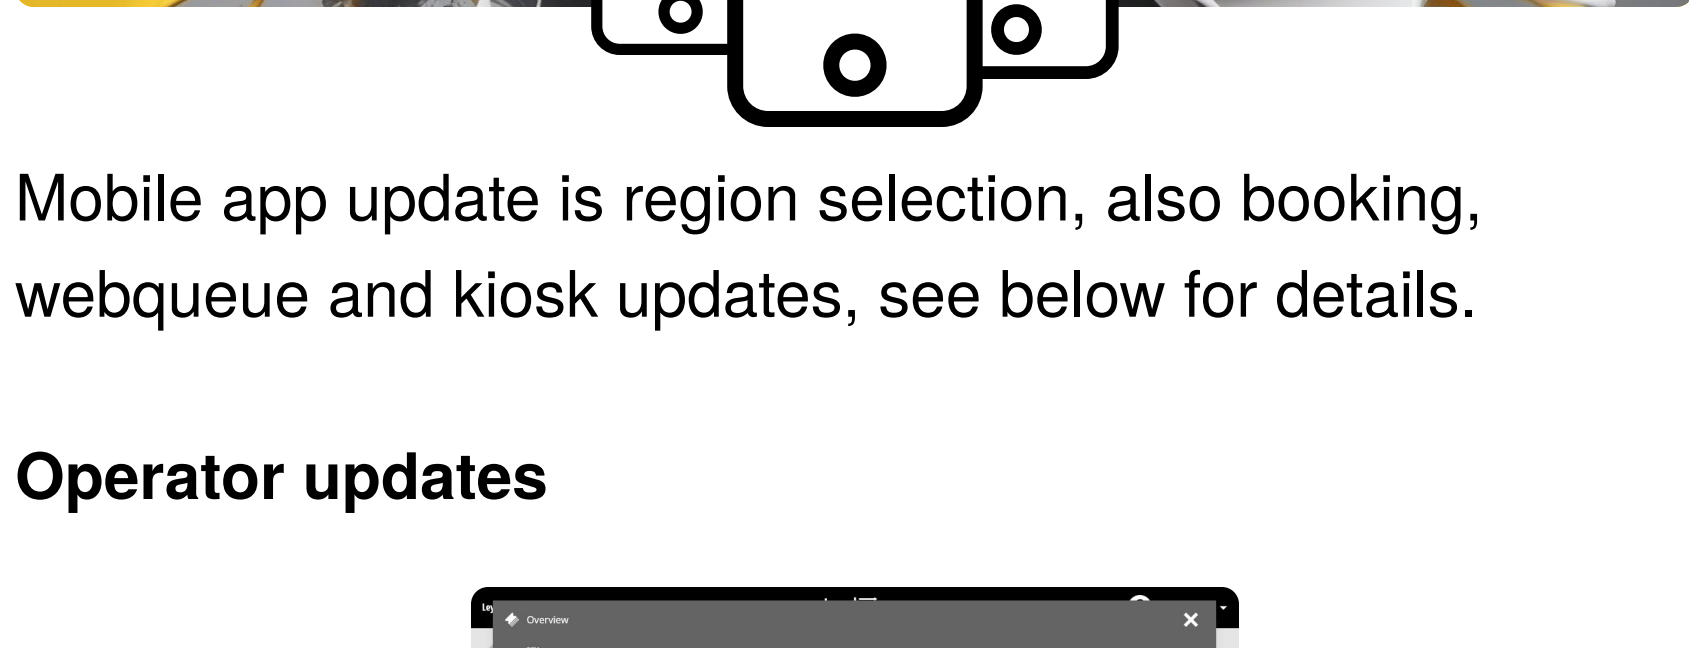 Mobile app update is region selection, also booking,
webqueue and kiosk updates, see below for details.
Operator updates
Overview